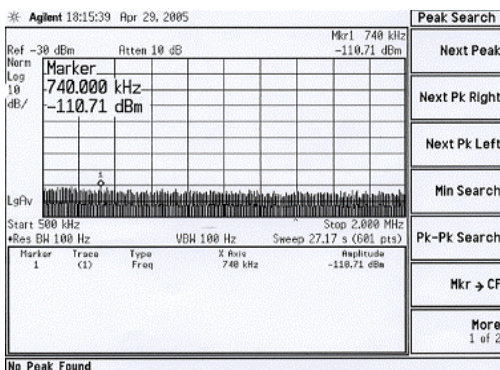 Agilent 18:15:39 Apr 29, 2005
Peak Search
Mkr1 740 kHz
Ref -30 dBm Atten 10 dB -110.71 dBm
Norm
Log
10
dB/
Marker
740.000 kHz
-110.71 dBm
1
LgAv
Start 500 kHz Stop 2.000 MHz
*Res BW 100 Hz VBW 100 Hz Sweep 27.17 s (601 pts)
Marker Trace Type X Axis Amplitude
1 (1) Freq 740 kHz -110.71 dBm
No Peak Found
Next Peak
Next Pk Right
Next Pk Left
Min Search
Pk-Pk Search
Mkr → CF
More
1 of 2